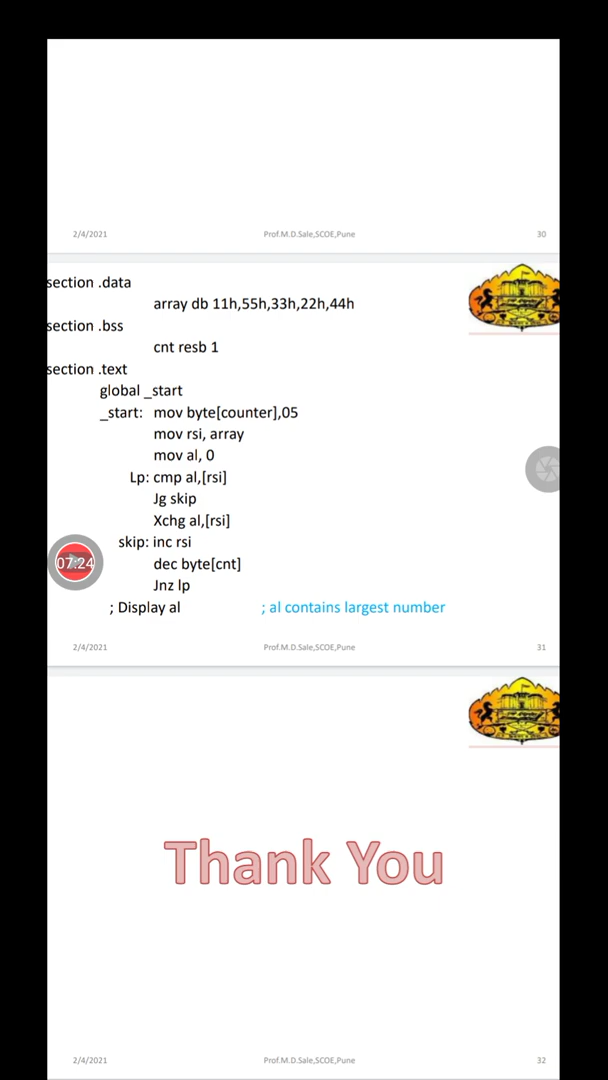 2/4/2021 Prof.M.D.Sale,SCOE,Pune 30
section .data
array db 11h,55h,33h,22h,44h
section .bss
cnt resb 1
section .text
global _start
_start: mov byte[counter],05
mov rsi, array
mov al, 0
Lp: cmp al,[rsi]
Jg skip
Xchg al,[rsi]
skip: inc rsi
07:24
dec byte[cnt]
Jnz lp
; Display al ; al contains largest number
2/4/2021 Prof.M.D.Sale,SCOE,Pune 31
Thank You
2/4/2021 Prof.M.D.Sale,SCOE,Pune 32